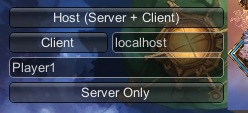 Host (Server + Client)
Client localhost
Player1
Server Only